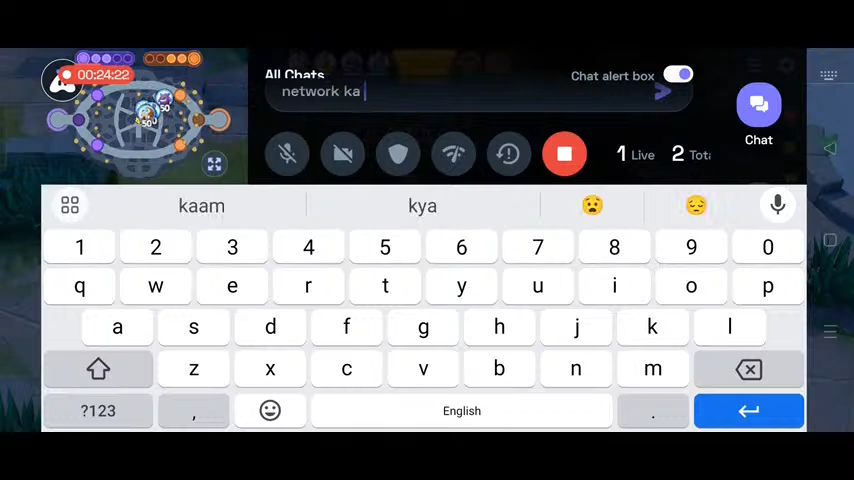 00:24:22
50
50
All Chats
Chat alert box
network ka
Chat
1 Live 2 Tot
kaam kya 😧 😔
1 2 3 4 5 6 7 8 9 0
q w e r t y u i o p
a s d f g h j k l
z x c v b n m
?123 , English .